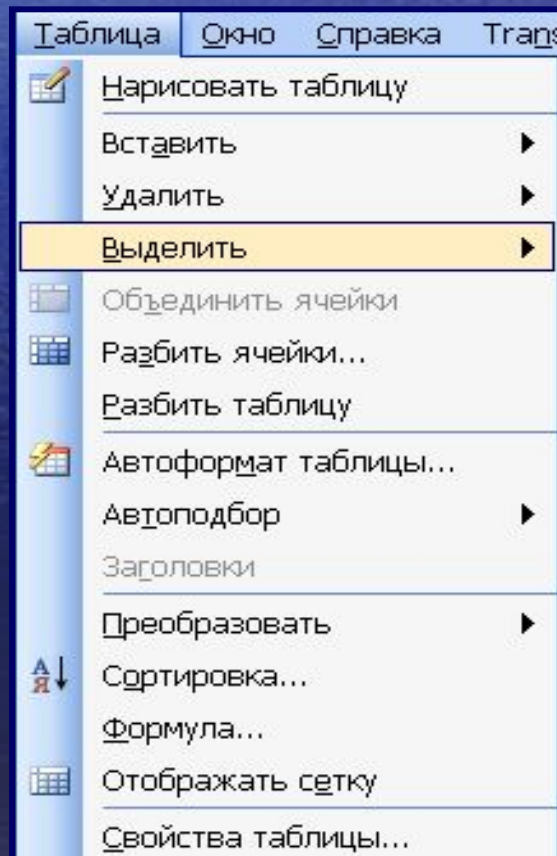 Таблица Окно Справка Trans
Нарисовать таблицу
Вставить
Удалить
Выделить
Объединить ячейки
Разбить ячейки...
Разбить таблицу
Автоформат таблицы...
Автоподбор
Заголовки
Преобразовать
Сортировка...
Формула...
Отображать сетку
Свойства таблицы...